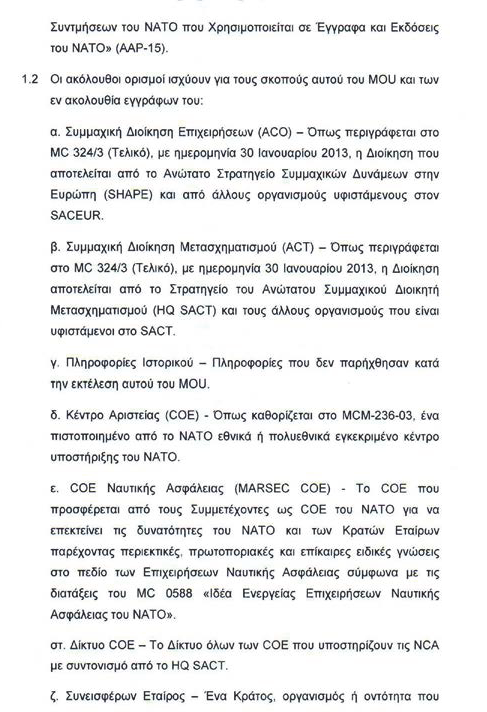 Συντμήσεων του ΝΑΤΟ που Χρησιμοποιείται σε Έγγραφα και Εκδόσεις
του ΝΑΤΟ» (AAP-15).
1.2 Οι ακόλουθοι ορισμοί ισχύουν για τους σκοπούς αυτού του MOU και των
εν ακολουθία εγγράφων του:
α. Συμμαχική Διοίκηση Επιχειρήσεων (ACO) – Όπως περιγράφεται στο
MC 324/3 (Τελικό), με ημερομηνία 30 Ιανουαρίου 2013, η Διοίκηση που
αποτελείται από το Ανώτατο Στρατηγείο Συμμαχικών Δυνάμεων στην
Ευρώπη (SHAPE) και από άλλους οργανισμούς υφιστάμενους στον
SACEUR.
β. Συμμαχική Διοίκηση Μετασχηματισμού (ACT) – Όπως περιγράφεται
στο MC 324/3 (Τελικό), με ημερομηνία 30 Ιανουαρίου 2013, η Διοίκηση
αποτελείται από το Στρατηγείο του Ανώτατου Συμμαχικού Διοικητή
Μετασχηματισμού (HQ SACT) και τους άλλους οργανισμούς που είναι
υφιστάμενοι στο SACT.
γ. Πληροφορίες Ιστορικού – Πληροφορίες που δεν παρήχθησαν κατά
την εκτέλεση αυτού του MOU.
δ. Κέντρο Αριστείας (COE) - Όπως καθορίζεται στο MCM-236-03, ένα
πιστοποιημένο από το ΝΑΤΟ εθνικά ή πολυεθνικά εγκεκριμένο κέντρο
υποστήριξης του ΝΑΤΟ.
ε. COE Ναυτικής Ασφάλειας (MARSEC COE) - Το COE που
προσφέρεται από τους Συμμετέχοντες ως COE του ΝΑΤΟ για να
επεκτείνει τις δυνατότητες του ΝΑΤΟ και των Κρατών Εταίρων
παρέχοντας περιεκτικές, πρωτοποριακές και επίκαιρες ειδικές γνώσεις
στο πεδίο των Επιχειρήσεων Ναυτικής Ασφάλειας σύμφωνα με τις
διατάξεις του MC 0588 «Ιδέα Ενεργείας Επιχειρήσεων Ναυτικής
Ασφάλειας του ΝΑΤΟ».
στ. Δίκτυο COE – Το Δίκτυο όλων των COE που υποστηρίζουν τις NCA
με συντονισμό από το HQ SACT.
ζ. Συνεισφέρων Εταίρος – Ένα Κράτος, οργανισμός ή οντότητα που